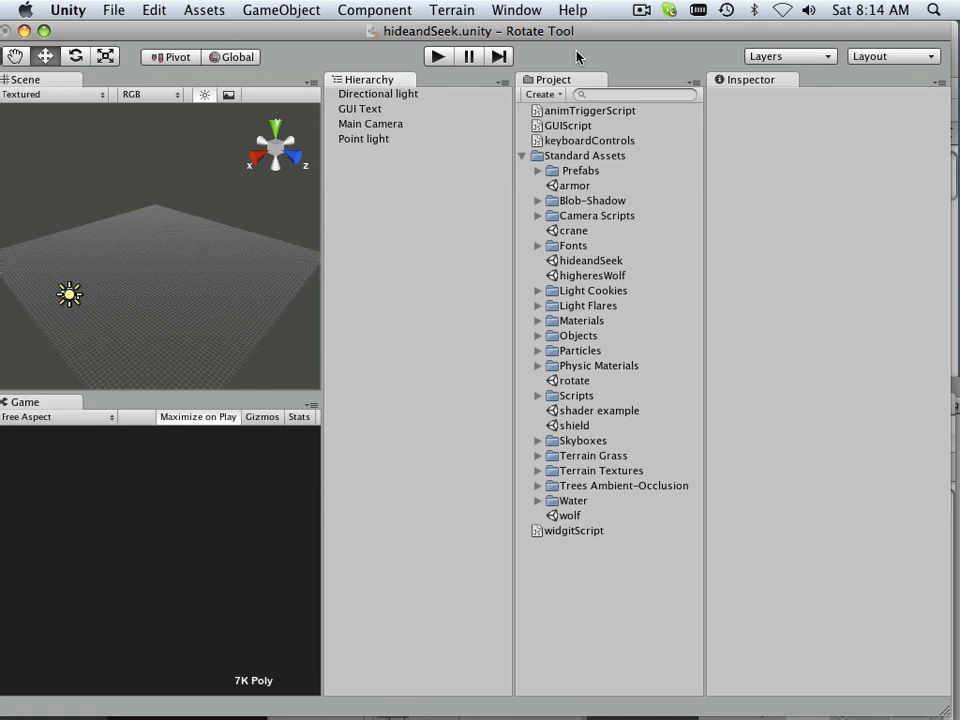 Unity File Edit Assets GameObject Component Terrain Window Help Sat 8:14 AM
hideandSeek.unity – Rotate Tool
Pivot Global Layers Layout
Scene Hierarchy Project Inspector
Textured RGB Create
Directional light
GUI Text
Main Camera
Point light
y
x
z
animTriggerScript
GUIScript
keyboardControls
Standard Assets
Prefabs
armor
Blob-Shadow
Camera Scripts
crane
Fonts
hideandSeek
higheresWolf
Light Cookies
Light Flares
Materials
Objects
Particles
Physic Materials
rotate
Scripts
shader example
shield
Skyboxes
Terrain Grass
Terrain Textures
Trees Ambient-Occlusion
Water
wolf
widgitScript
Game
Free Aspect Maximize on Play Gizmos Stats
7K Poly